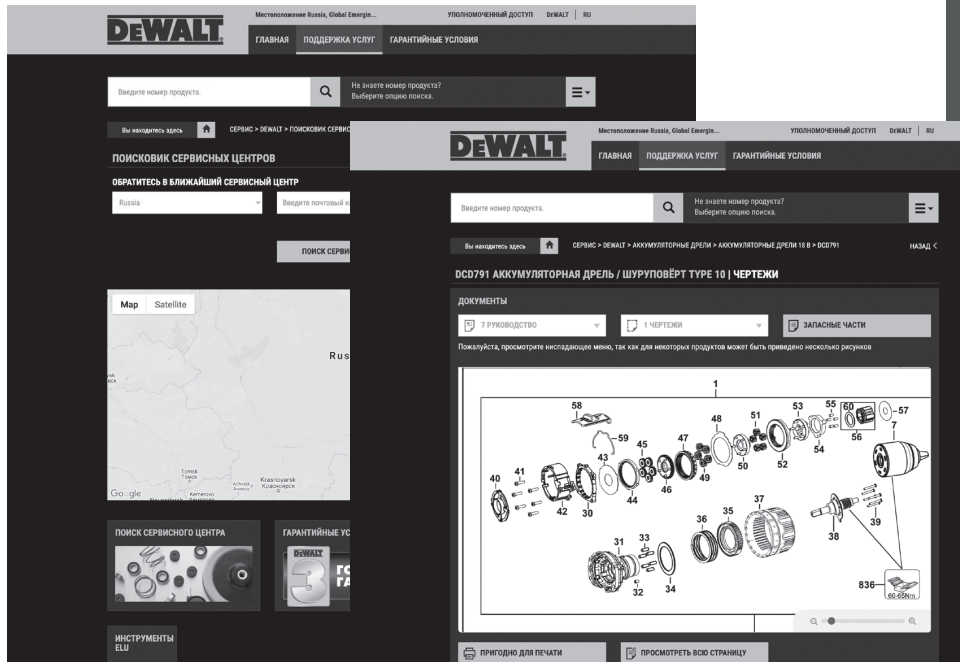 Местоположение Russia, Global Emergin...
УПОЛНОМОЧЕННЫЙ ДОСТУП
DEWALT
RU
DEWALT.
ГЛАВНАЯ
ПОДДЕРЖКА УСЛУГ
ГАРАНТИЙНЫЕ УСЛОВИЯ
Введите номер продукта.
Не знаете номер продукта?
Выберите опцию поиска.
Вы находитесь здесь
СЕРВИС > DEWALT > ПОИСКОВИК СЕРВИС
ПОИСКОВИК СЕРВИСНЫХ ЦЕНТРОВ
ОБРАТИТЕСЬ В БЛИЖАЙШИЙ СЕРВИСНЫЙ ЦЕНТР
Russia
Введите почтовый к
ПОИСК СЕРВИ
Map
Satellite
Rus
Tomsk
Томск
Achinsk
Krasnoyarsk
Красноярск
Kemerovo
Google
ПОИСК СЕРВИСНОГО ЦЕНТРА
ГАРАНТИЙНЫЕ УС
DEWALT
3
ГО
ГА
ИНСТРУМЕНТЫ
ELU
Местоположение Russia, Global Emergin...
УПОЛНОМОЧЕННЫЙ ДОСТУП
DEWALT
RU
DEWALT.
ГЛАВНАЯ
ПОДДЕРЖКА УСЛУГ
ГАРАНТИЙНЫЕ УСЛОВИЯ
Введите номер продукта.
Не знаете номер продукта?
Выберите опцию поиска.
Вы находитесь здесь
СЕРВИС > DEWALT > АККУМУЛЯТОРНЫЕ ДРЕЛИ > АККУМУЛЯТОРНЫЕ ДРЕЛИ 18 В > DCD791
НАЗАД <
DCD791 АККУМУЛЯТОРНАЯ ДРЕЛЬ / ШУРУПОВЁРТ TYPE 10 | ЧЕРТЕЖИ
ДОКУМЕНТЫ
7 РУКОВОДСТВО
1 ЧЕРТЕЖИ
ЗАПАСНЫЕ ЧАСТИ
Пожалуйста, просмотрите ниспадающее меню, так как для некоторых продуктов может быть приведено несколько рисунков
1
58
59
48
51
53
55
60
57
7
56
54
52
50
47
45
43
49
46
44
41
40
42
30
37
35
36
33
31
32
34
38
39
836
60-65Nm
ПРИГОДНО ДЛЯ ПЕЧАТИ
ПРОСМОТРЕТЬ ВСЮ СТРАНИЦУ